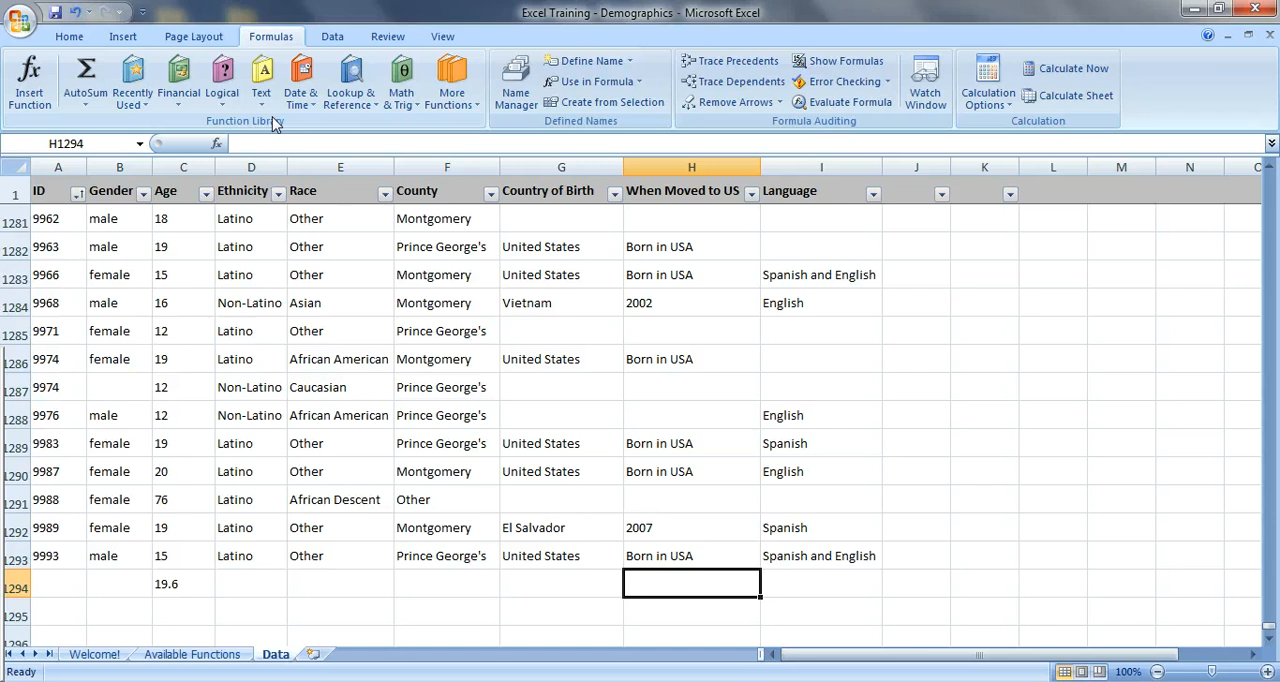 Excel Training - Demographics - Microsoft Excel
Home Insert Page Layout Formulas Data Review View
fx Σ ? A θ
Insert Function AutoSum Recently Used Financial Logical Text Date & Time Lookup & Reference Math & Trig More Functions
Function Library
Name Manager Define Name Use in Formula Create from Selection
Defined Names
Trace Precedents Trace Dependents Remove Arrows Show Formulas Error Checking Evaluate Formula Watch Window
Formula Auditing
Calculation Options Calculate Now Calculate Sheet
Calculation
H1294 fx
A B C D E F G H I J K L M N
1 ID Gender Age Ethnicity Race County Country of Birth When Moved to US Language
1281 9962 male 18 Latino Other Montgomery
1282 9963 male 19 Latino Other Prince George's United States Born in USA
1283 9966 female 15 Latino Other Montgomery United States Born in USA Spanish and English
1284 9968 male 16 Non-Latino Asian Montgomery Vietnam 2002 English
1285 9971 female 12 Latino Other Prince George's
1286 9974 female 19 Latino African American Montgomery United States Born in USA
1287 9974 12 Non-Latino Caucasian Prince George's
1288 9976 male 12 Non-Latino African American Prince George's English
1289 9983 female 19 Latino Other Prince George's United States Born in USA Spanish
1290 9987 female 20 Latino Other Montgomery United States Born in USA English
1291 9988 female 76 Latino African Descent Other
1292 9989 female 19 Latino Other Montgomery El Salvador 2007 Spanish
1293 9993 male 15 Latino Other Prince George's United States Born in USA Spanish and English
1294 19.6
1295
1296
Welcome! Available Functions Data
Ready 100%